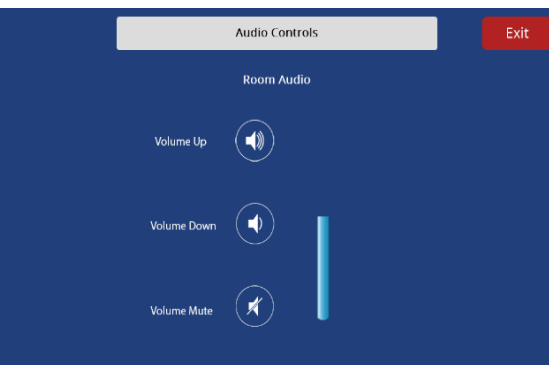 Audio Controls
Exit
Room Audio
Volume Up
Volume Down
Volume Mute